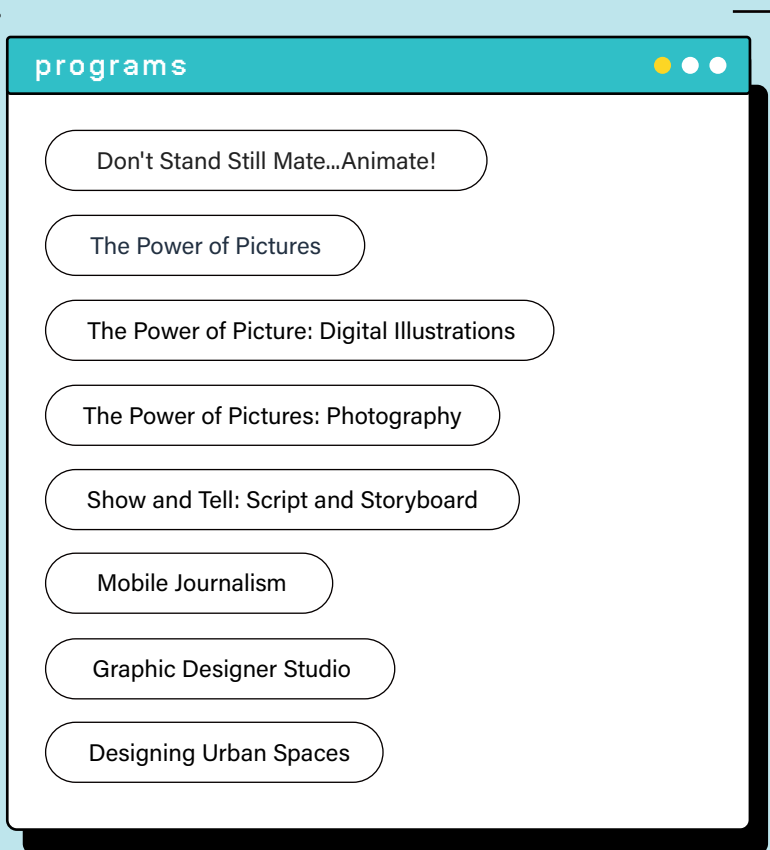 programs
Don't Stand Still Mate...Animate!
The Power of Pictures
The Power of Picture: Digital Illustrations
The Power of Pictures: Photography
Show and Tell: Script and Storyboard
Mobile Journalism
Graphic Designer Studio
Designing Urban Spaces